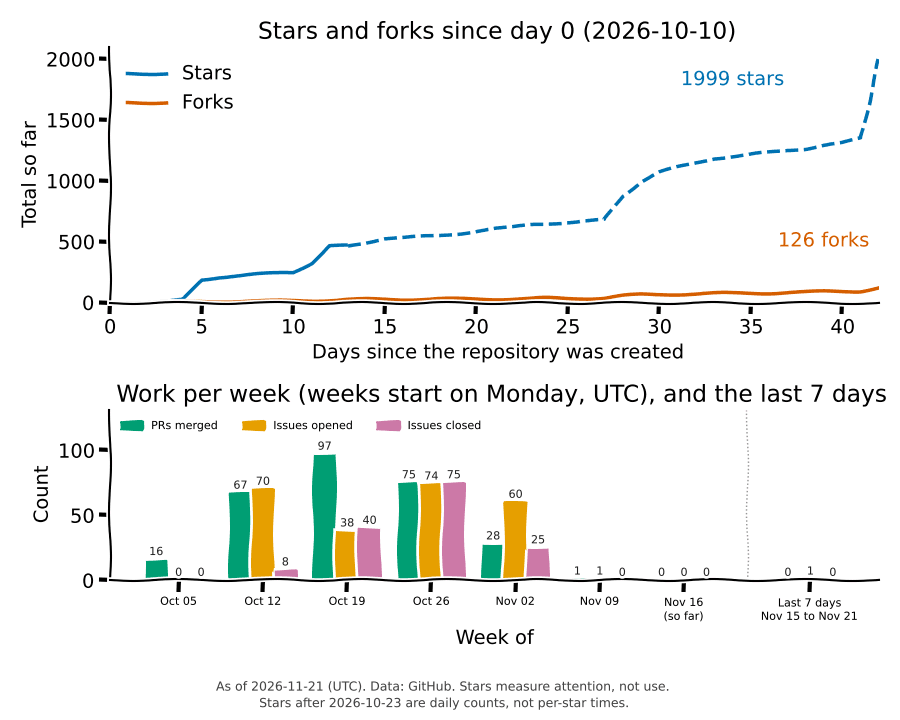 Stars and forks since day 0 (2026-10-10)
2000
1500
1000
500
0
Total so far
Stars
Forks
1999 stars
126 forks
0 5 10 15 20 25 30 35 40
Days since the repository was created
Work per week (weeks start on Monday, UTC), and the last 7 days
PRs merged Issues opened Issues closed
100
50
0
Count
16 0 0
67 70 8
97 38 40
75 74 75
28 60 25
1 1 0
0 0 0
0 1 0
Oct 05 Oct 12 Oct 19 Oct 26 Nov 02 Nov 09 Nov 16 Last 7 days
(so far) Nov 15 to Nov 21
Week of
As of 2026-11-21 (UTC). Data: GitHub. Stars measure attention, not use.
Stars after 2026-10-23 are daily counts, not per-star times.